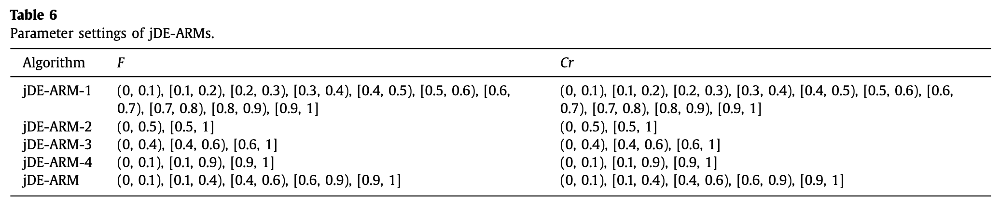 Table 6
Parameter settings of jDE-ARMs.
Algorithm F Cr
jDE-ARM-1 (0, 0.1), [0.1, 0.2), [0.2, 0.3), [0.3, 0.4), [0.4, 0.5), [0.5, 0.6), [0.6, (0, 0.1), [0.1, 0.2), [0.2, 0.3), [0.3, 0.4), [0.4, 0.5), [0.5, 0.6), [0.6,
0.7), [0.7, 0.8), [0.8, 0.9), [0.9, 1] 0.7), [0.7, 0.8), [0.8, 0.9), [0.9, 1]
jDE-ARM-2 (0, 0.5), [0.5, 1] (0, 0.5), [0.5, 1]
jDE-ARM-3 (0, 0.4), [0.4, 0.6), [0.6, 1] (0, 0.4), [0.4, 0.6), [0.6, 1]
jDE-ARM-4 (0, 0.1), [0.1, 0.9), [0.9, 1] (0, 0.1), [0.1, 0.9), [0.9, 1]
jDE-ARM (0, 0.1), [0.1, 0.4), [0.4, 0.6), [0.6, 0.9), [0.9, 1] (0, 0.1), [0.1, 0.4), [0.4, 0.6), [0.6, 0.9), [0.9, 1]